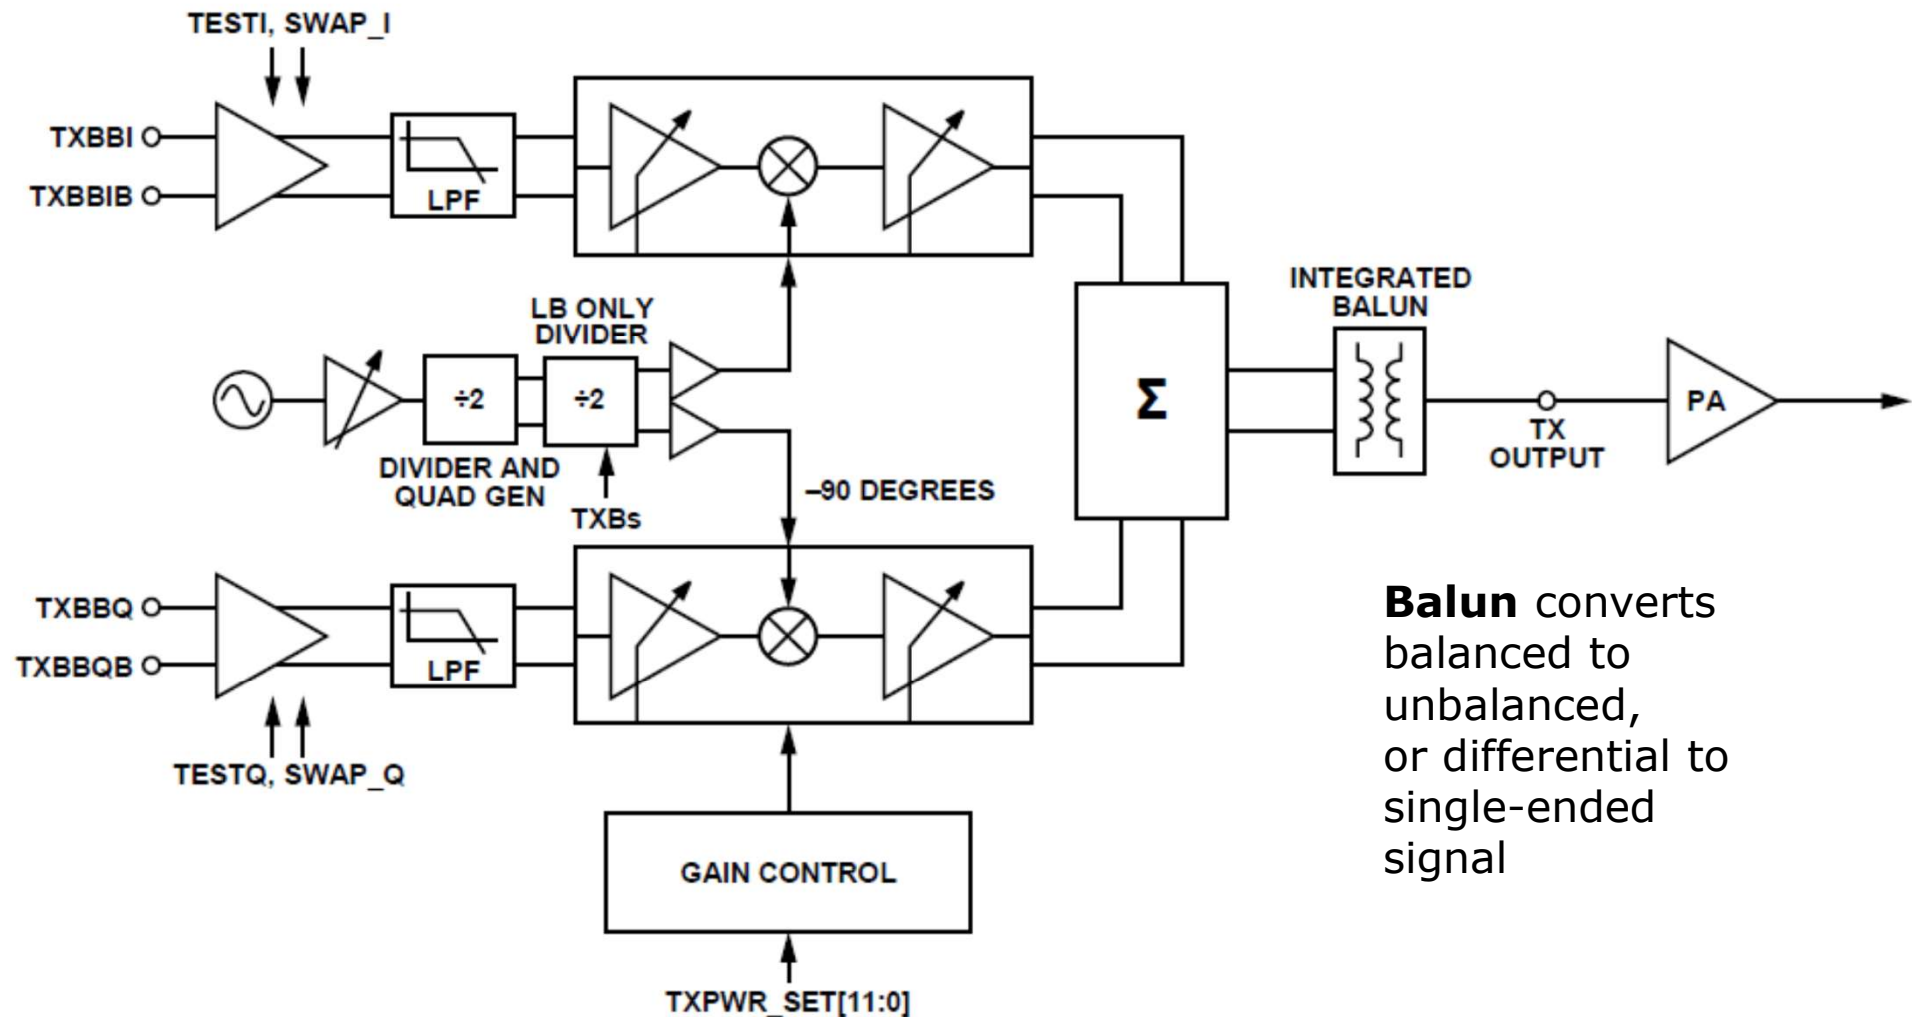 TESTI, SWAP_I
TXBBI
TXBBIB
LPF
LB ONLY
DIVIDER
÷2
÷2
DIVIDER AND
QUAD GEN
TXBs
–90 DEGREES
Σ
INTEGRATED
BALUN
TX
OUTPUT
PA
TXBBQ
TXBBQB
LPF
TESTQ, SWAP_Q
GAIN CONTROL
TXPWR_SET[11:0]
Balun converts
balanced to
unbalanced,
or differential to
single-ended
signal